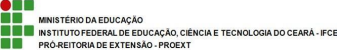 MINISTÉRIO DA EDUCAÇÃO
INSTITUTO FEDERAL DE EDUCAÇÃO, CIÊNCIA E TECNOLOGIA DO CEARÁ - IFCE
PRÓ-REITORIA DE EXTENSÃO - PROEXT